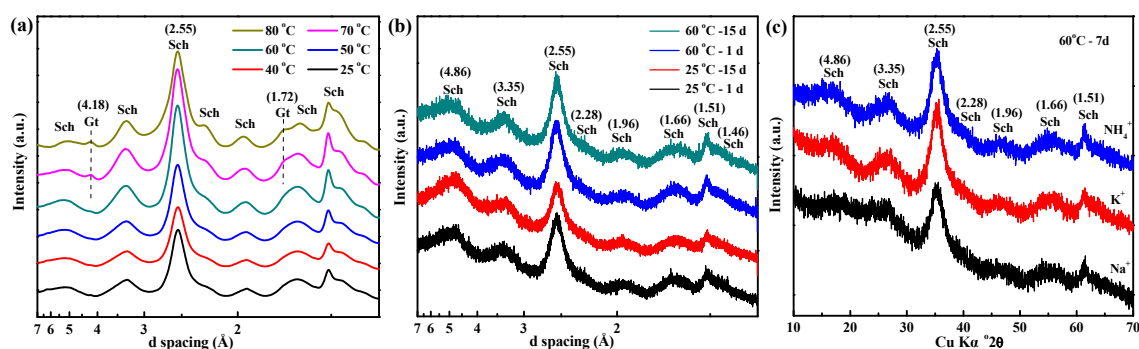 (a)
(2.55)
Sch
80 °C
70 °C
60 °C
50 °C
40 °C
25 °C
Sch
(4.18)
Gt
Sch
Sch
Sch
(1.72)
Gt
Sch
Sch
Intensity (a.u.)
7 6 5 4 3 2
d spacing (Å)
(b)
60 °C -15 d
60 °C - 1 d
25 °C -15 d
25 °C - 1 d
(2.55)
Sch
(4.86)
Sch
(3.35)
Sch
(2.28)
Sch
(1.96)
Sch
(1.66)
Sch
(1.51)
Sch
(1.46)
Sch
Intensity (a.u.)
7 6 5 4 3 2
d spacing (Å)
(c)
60°C - 7d
(2.55)
Sch
(4.86)
Sch
(3.35)
Sch
(2.28)
Sch
(1.96)
Sch
(1.66)
Sch
(1.51)
Sch
NH₄⁺
K⁺
Na⁺
Intensity (a.u.)
10 20 30 40 50 60 70
Cu Kα °2θ